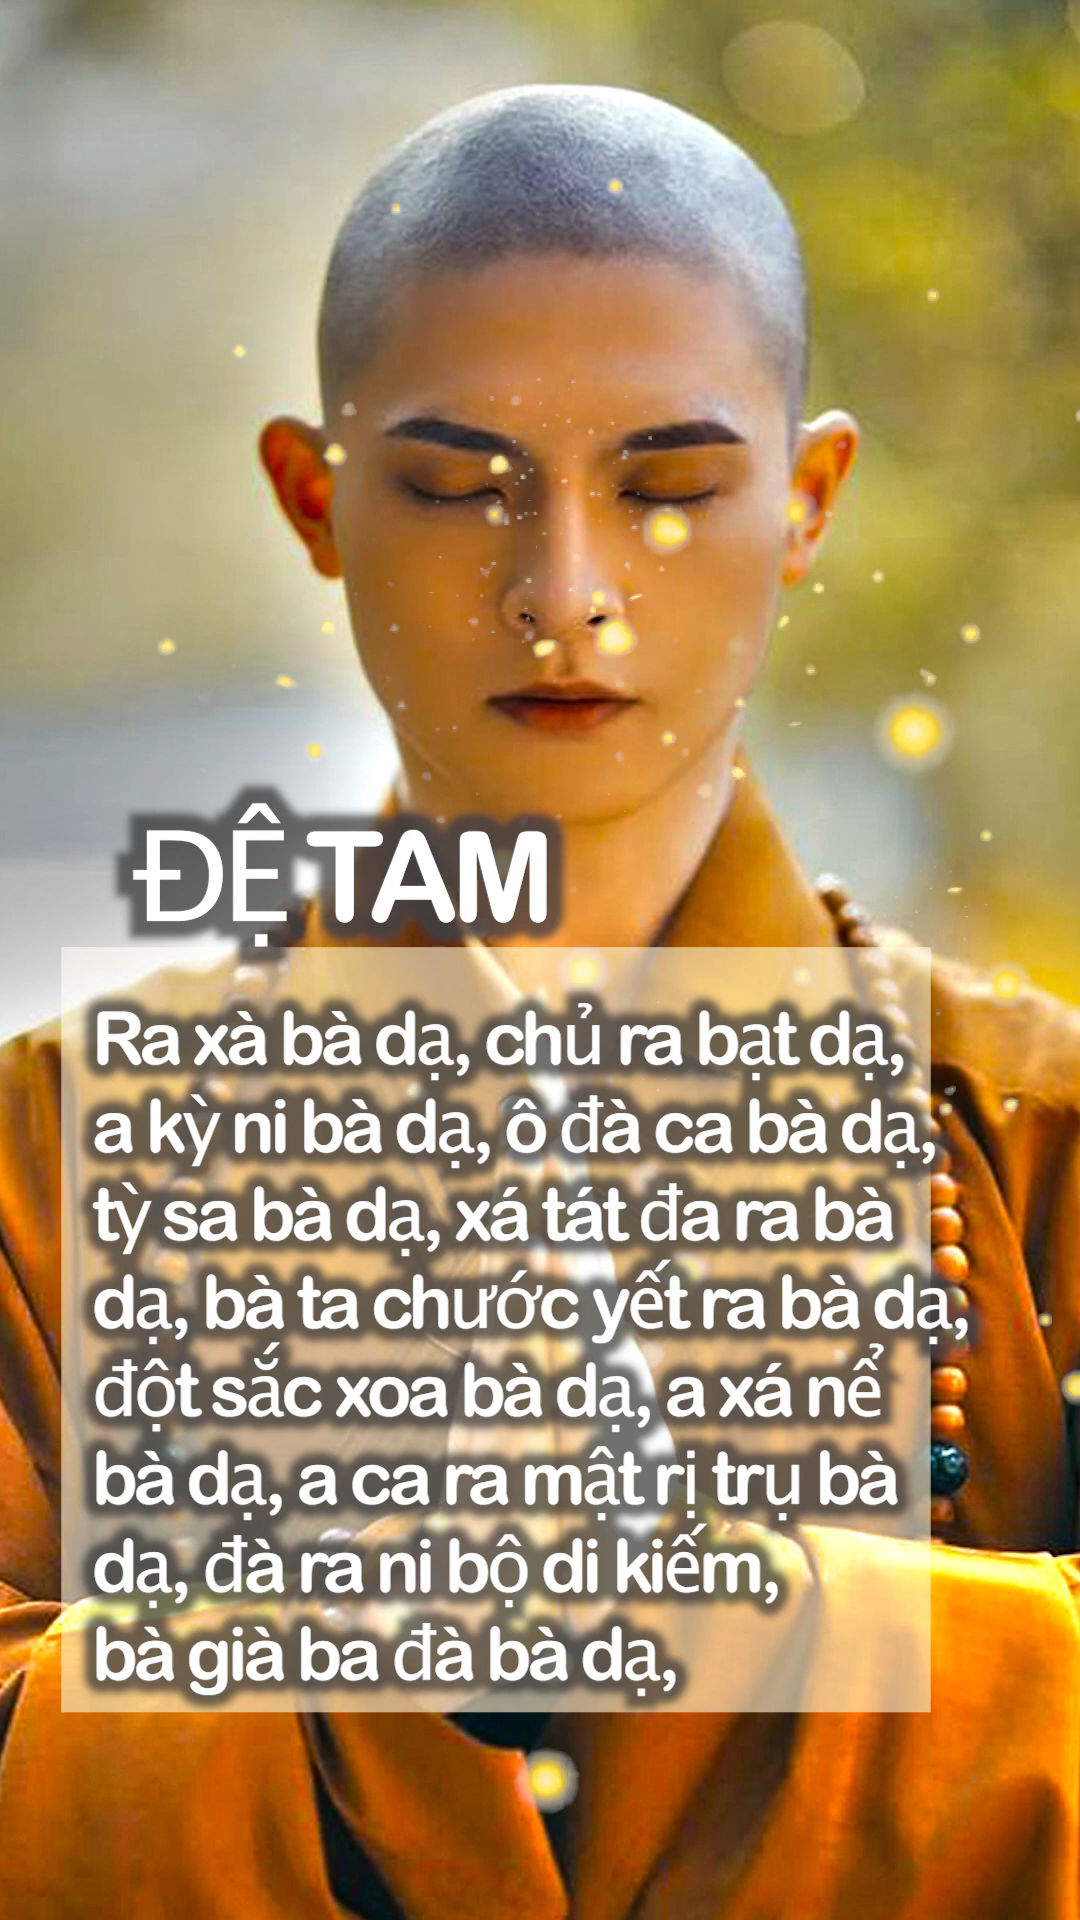 ĐỆ TAM
Ra xà bà dạ, chủ ra bạt dạ,
a kỳ ni bà dạ, ô đà ca bà dạ,
tỳ sa bà dạ, xá tát đa ra bà
dạ, bà ta chước yết ra bà dạ,
đột sắc xoa bà dạ, a xá nể
bà dạ, a ca ra mật rị trụ bà
dạ, đà ra ni bộ di kiếm,
bà già ba đà bà dạ,